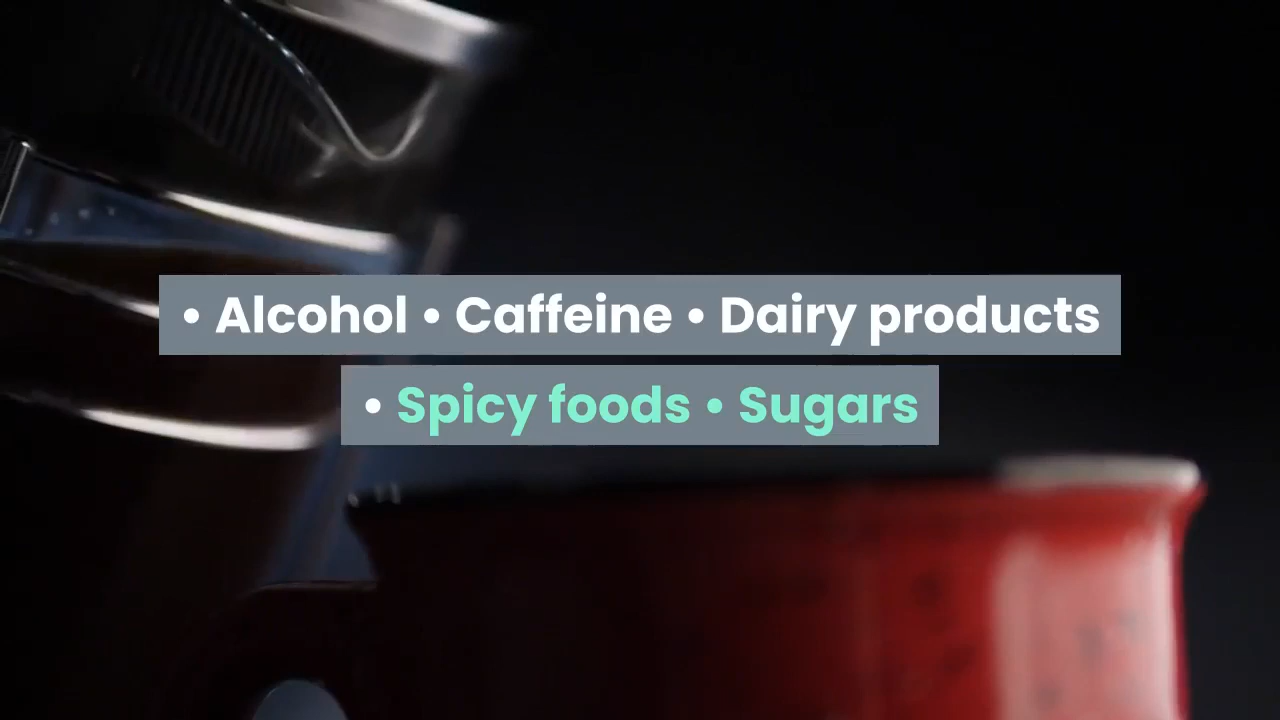 • Alcohol • Caffeine • Dairy products
• Spicy foods • Sugars